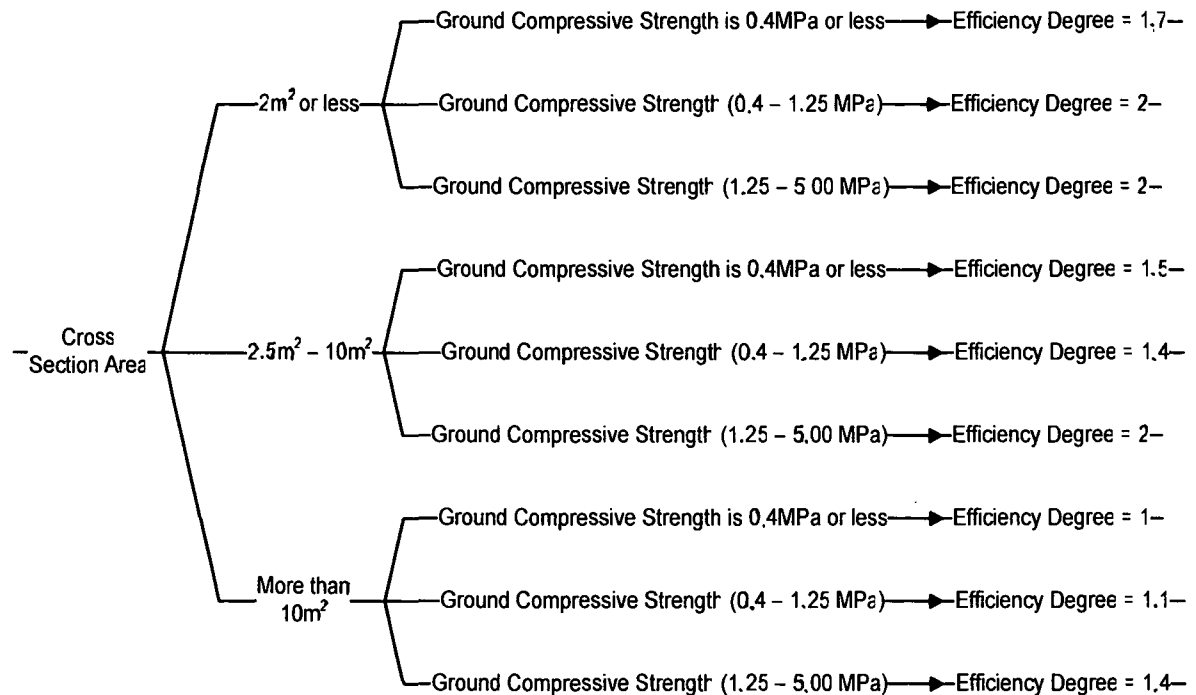 Ground Compressive Strength is 0.4MPa or less Efficiency Degree = 1.7
2m² or less Ground Compressive Strength (0.4 – 1.25 MPa) Efficiency Degree = 2
Ground Compressive Strength (1.25 – 5.00 MPa) Efficiency Degree = 2
Ground Compressive Strength is 0.4MPa or less Efficiency Degree = 1.5
Cross
Section Area
2.5m² – 10m² Ground Compressive Strength (0.4 – 1.25 MPa) Efficiency Degree = 1.4
Ground Compressive Strength (1.25 – 5.00 MPa) Efficiency Degree = 2
Ground Compressive Strength is 0.4MPa or less Efficiency Degree = 1
More than
10m²
Ground Compressive Strength (0.4 – 1.25 MPa) Efficiency Degree = 1.1
Ground Compressive Strength (1.25 – 5.00 MPa) Efficiency Degree = 1.4